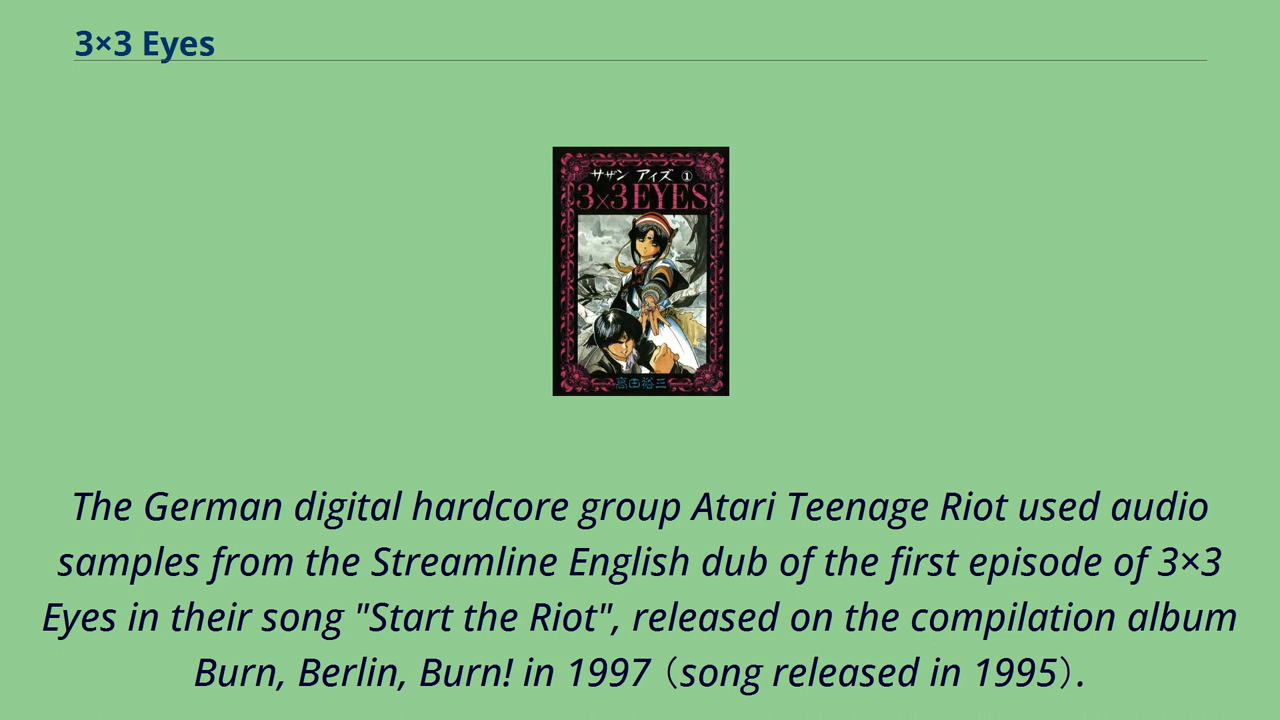 3×3 Eyes
サザン アイズ ①
3×3 EYES
高田裕三
The German digital hardcore group Atari Teenage Riot used audio
samples from the Streamline English dub of the first episode of 3×3
Eyes in their song "Start the Riot", released on the compilation album
Burn, Berlin, Burn! in 1997（song released in 1995）.